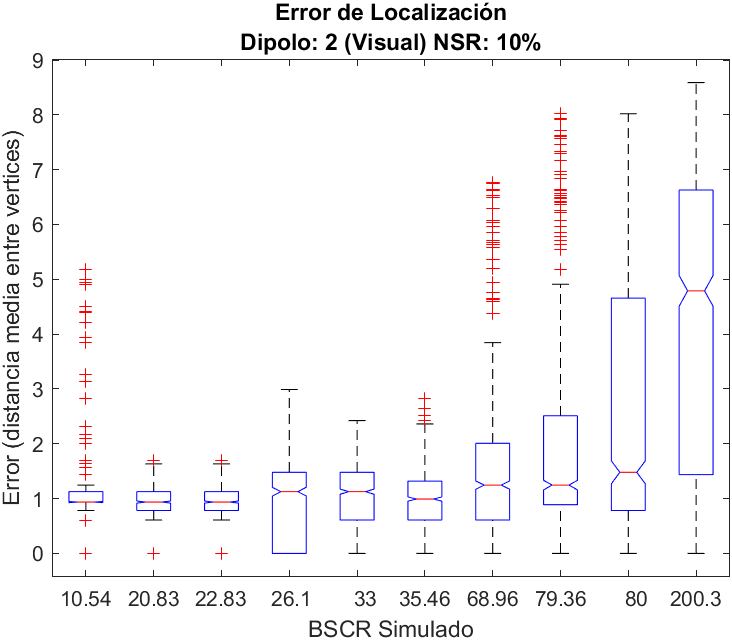 Error de Localización
Dipolo: 2 (Visual) NSR: 10%
Error (distancia media entre vertices)
9
8
7
6
5
4
3
2
1
0
10.54 20.83 22.83 26.1 33 35.46 68.96 79.36 80 200.3
BSCR Simulado